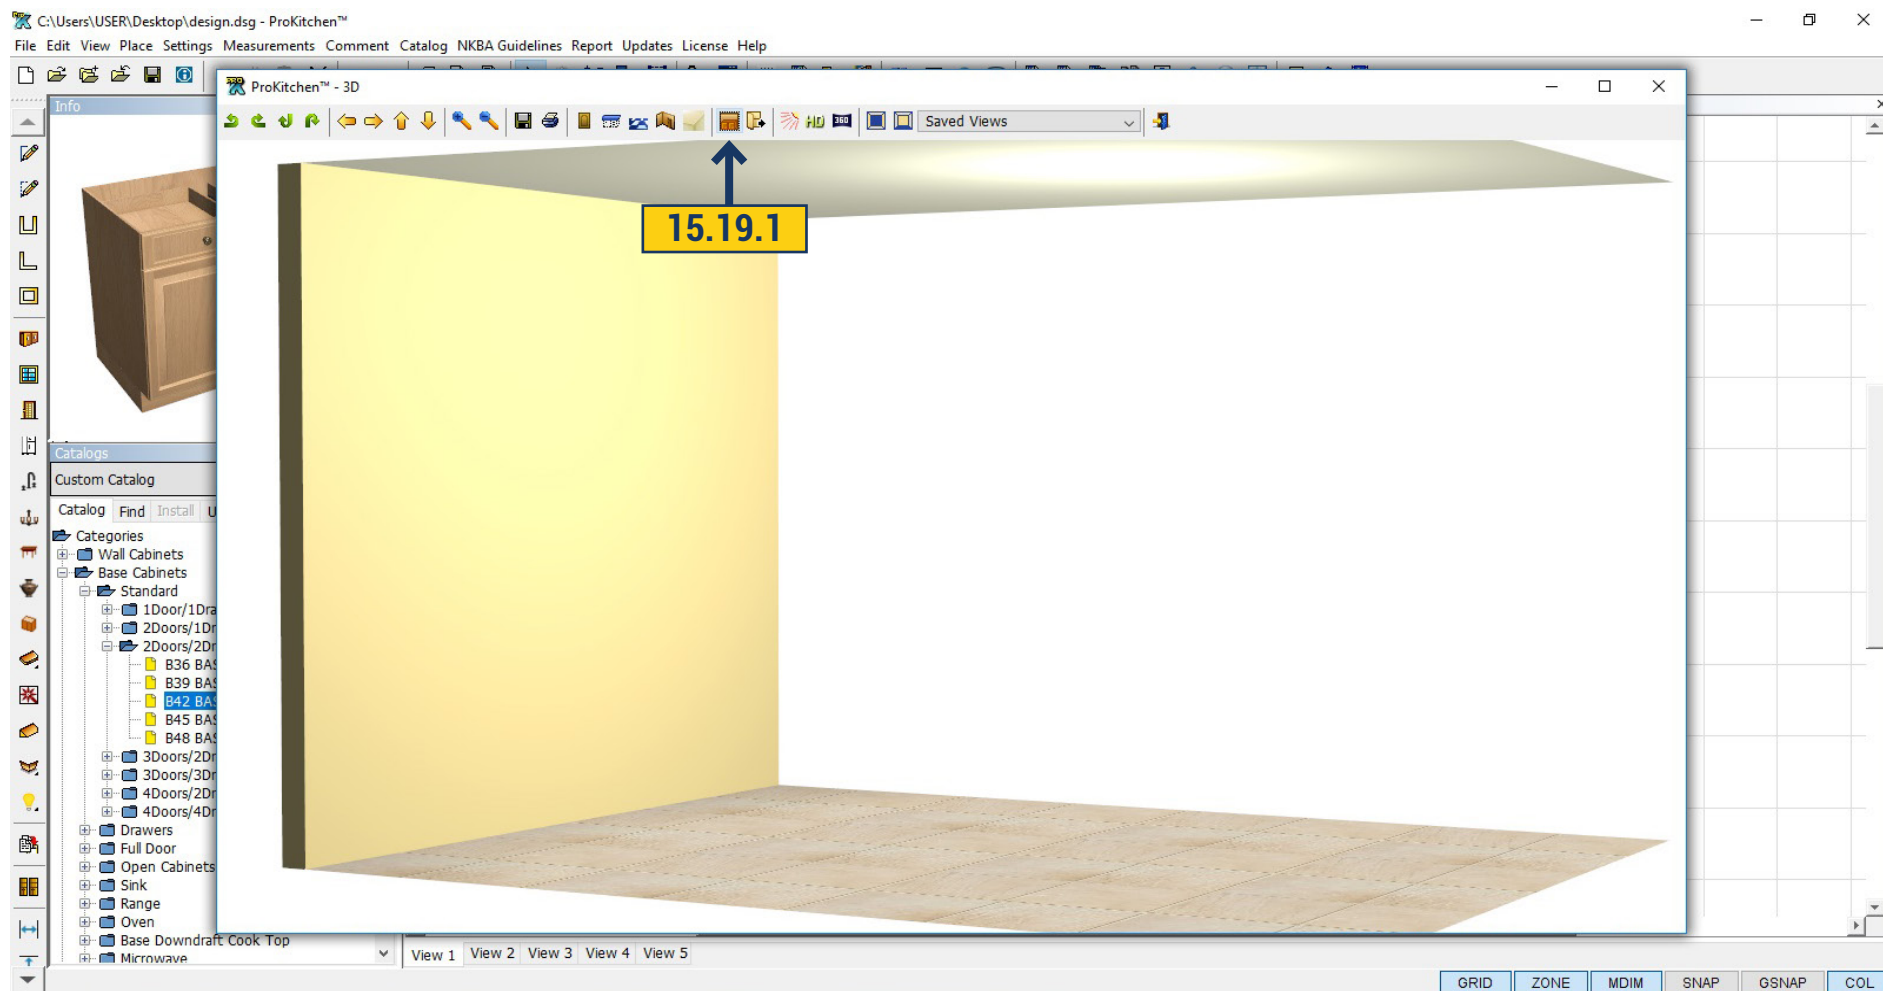 C:\Users\USER\Desktop\design.dsg - ProKitchen™
File Edit View Place Settings Measurements Comment Catalog NKBA Guidelines Report Updates License Help
Info
ProKitchen™ - 3D
HD 360 Saved Views
15.19.1
Catalogs
Custom Catalog
Catalog Find Install U
Categories
Wall Cabinets
Base Cabinets
Standard
1Door/1Dra
2Doors/1Dr
2Doors/2Dr
B36 BAS
B39 BAS
B42 BAS
B45 BAS
B48 BAS
3Doors/2Dr
3Doors/3Dr
4Doors/2Dr
4Doors/4Dr
Drawers
Full Door
Open Cabinets
Sink
Range
Oven
Base Downdraft Cook Top
Microwave
View 1 View 2 View 3 View 4 View 5
GRID ZONE MDIM SNAP GSNAP COL